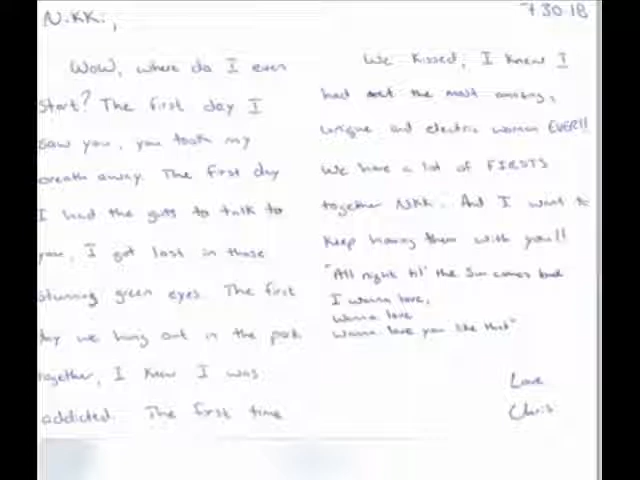 Nikki,
7.30.18
Wow, where do I even
start? The first day I
saw you, you took my
breath away. The first day
I had the guts to talk to
you, I got lost in those
stunning green eyes. The first
day we hung out in the park
together, I knew I was
addicted. The first time
We kissed, I knew I
had met the most amazing,
unique and electric woman EVER!!
We have a lot of FIRSTS
together Nikki. And I want to
keep having them with you!!
"All night til' the Sun comes
I wanna love,
wanna love
wanna love you like that"
Love
Chris